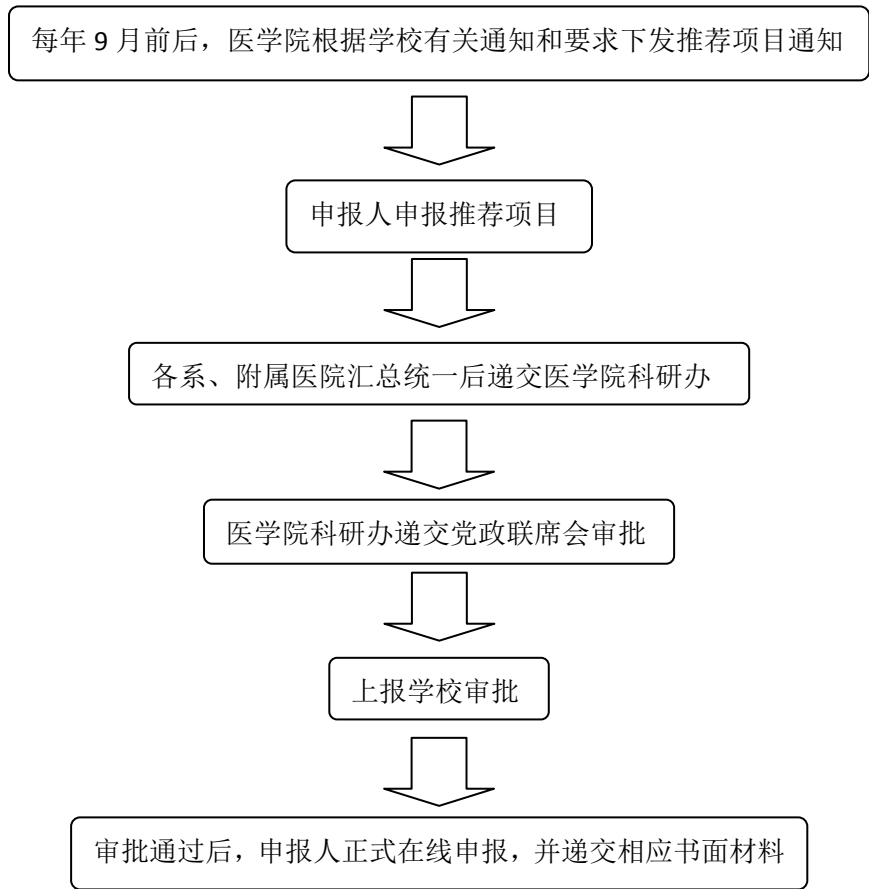 每年 9 月前后，医学院根据学校有关通知和要求下发推荐项目通知
申报人申报推荐项目
各系、附属医院汇总统一后递交医学院科研办
医学院科研办递交党政联席会审批
上报学校审批
审批通过后，申报人正式在线申报，并递交相应书面材料